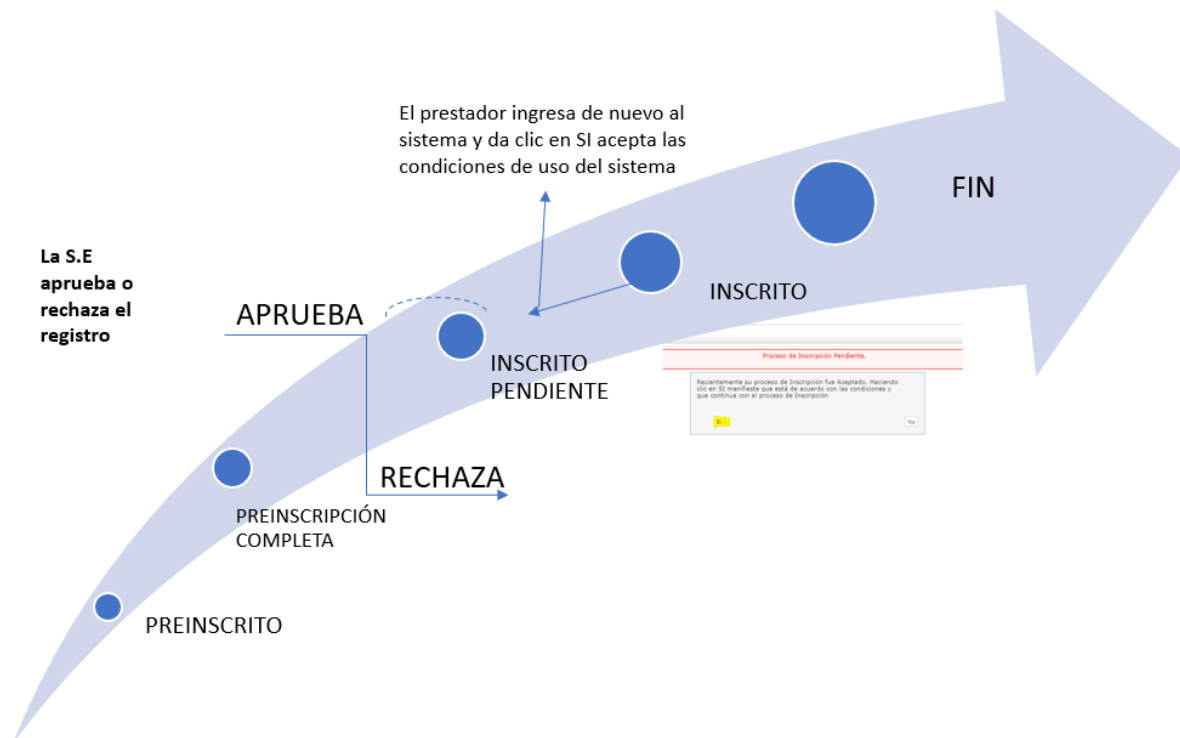 El prestador ingresa de nuevo al
sistema y da clic en SI acepta las
condiciones de uso del sistema
FIN
La S.E
aprueba o
rechaza el
registro
APRUEBA
INSCRITO
INSCRITO
PENDIENTE
Proceso de Inscripción Pendiente.
Recientemente su proceso de Inscripción fue Aceptado. Haciendo
clic en SI manifiesta que está de acuerdo con las condiciones y
que continua con el proceso de Inscripción
RECHAZA
PREINSCRIPCIÓN
COMPLETA
PREINSCRITO